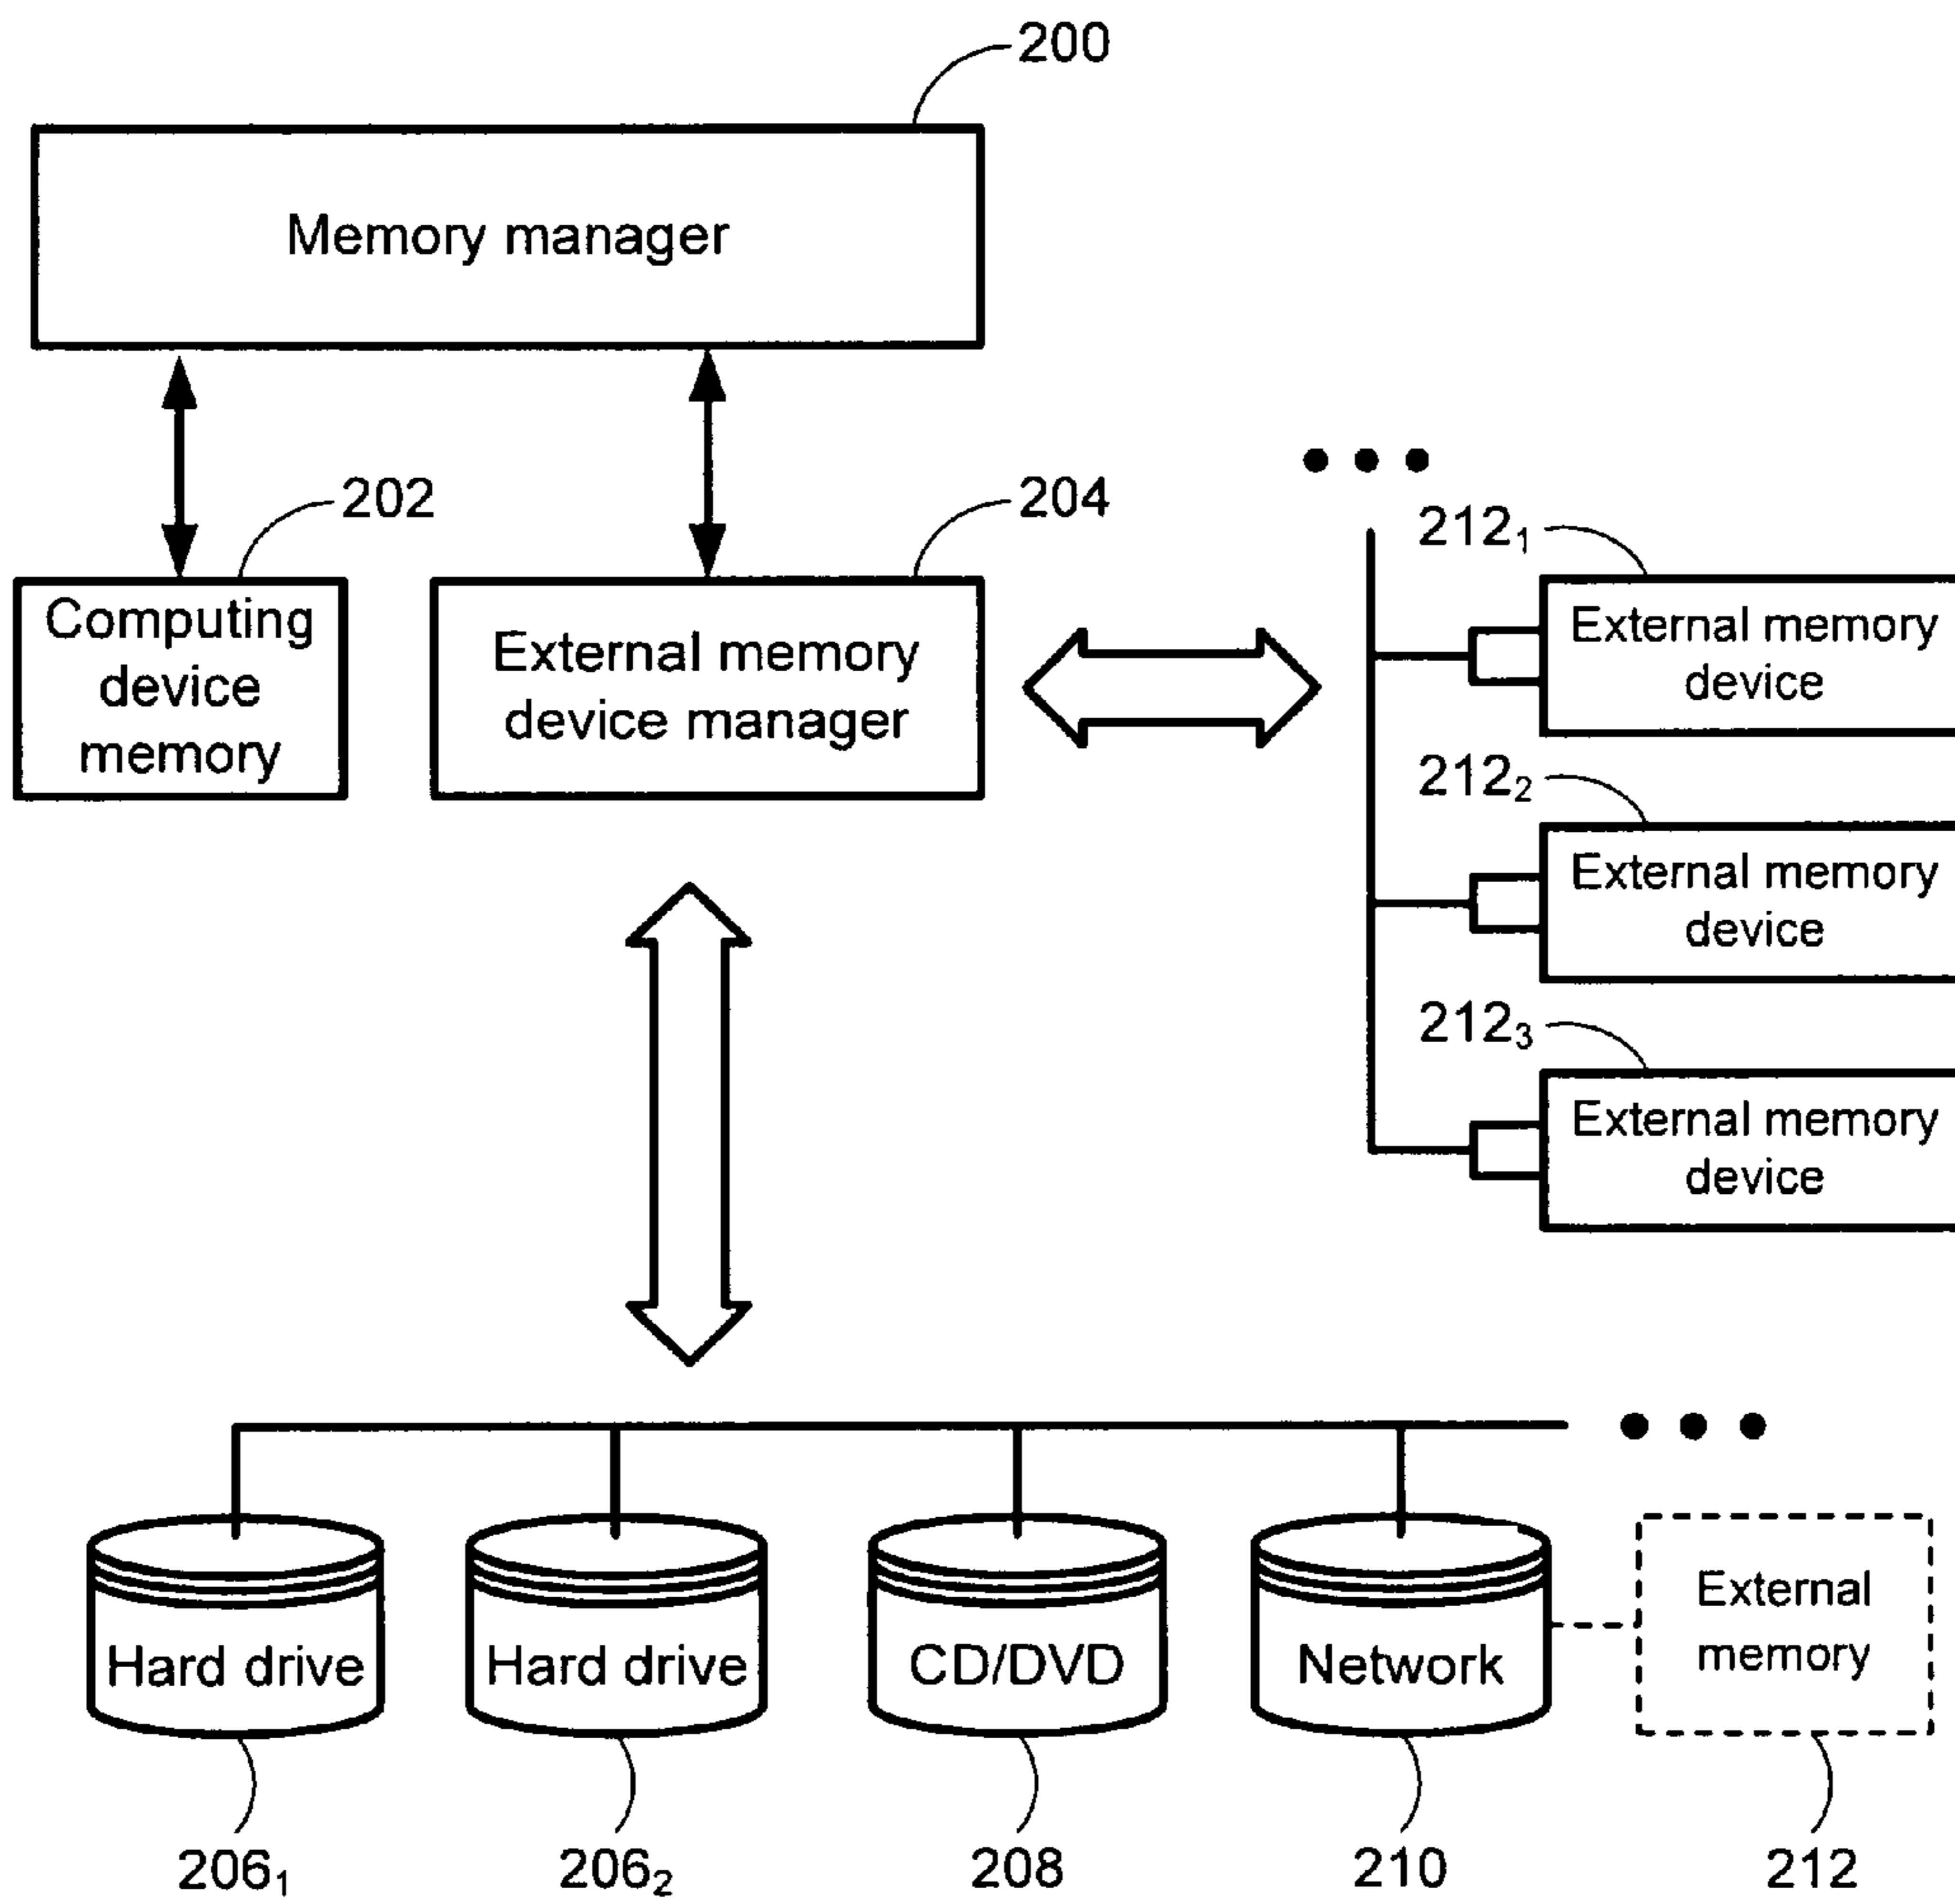 200
Memory manager
202
204
Computing
device
memory
External memory
device manager
212₁
External memory
device
212₂
External memory
device
212₃
External memory
device
Hard drive
Hard drive
CD/DVD
Network
External
memory
206₁
206₂
208
210
212